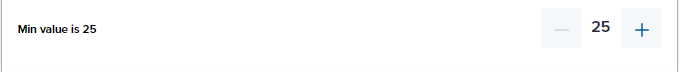 Min value is 25 — 25 +